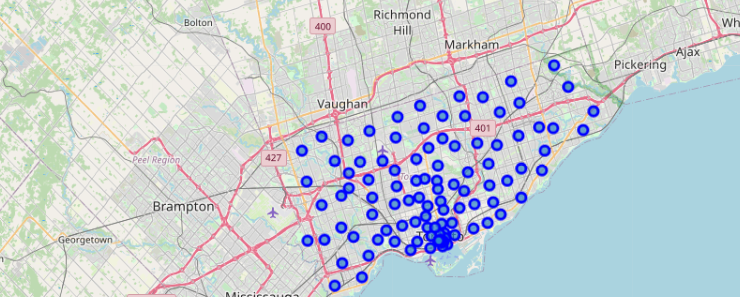 Bolton
400
Richmond
Hill
Markham
Wh
Ajax
Pickering
Vaughan
401
427
Peel Region
Brampton
Georgetown
Mississauga